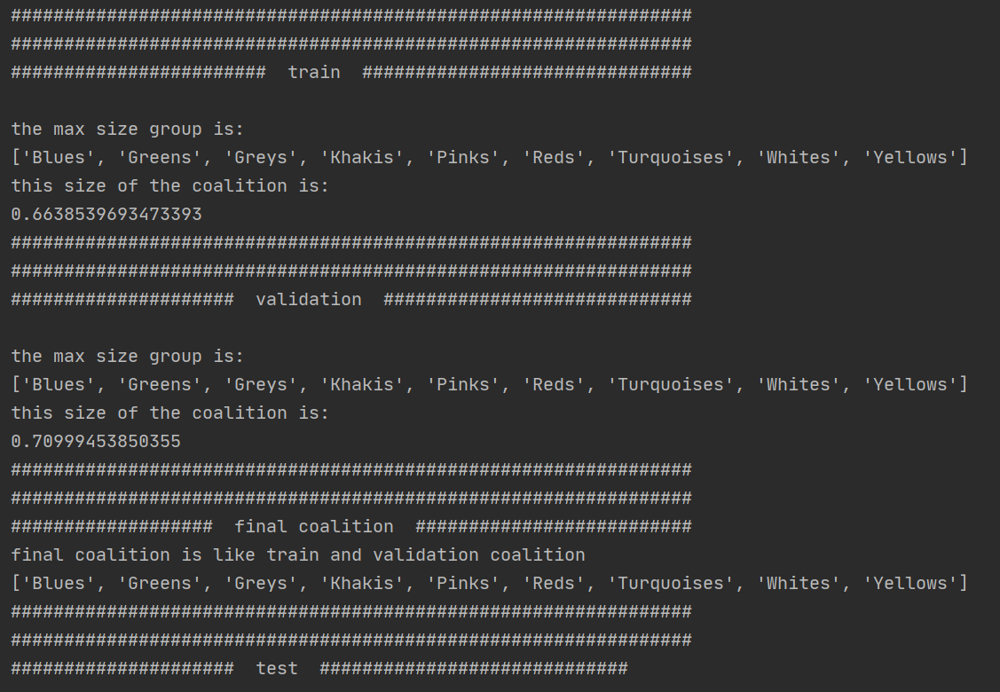 ################################################################
################################################################
######################## train ###############################

the max size group is:
['Blues', 'Greens', 'Greys', 'Khakis', 'Pinks', 'Reds', 'Turquoises', 'Whites', 'Yellows']
this size of the coalition is:
0.6638539693473393
################################################################
################################################################
##################### validation #############################

the max size group is:
['Blues', 'Greens', 'Greys', 'Khakis', 'Pinks', 'Reds', 'Turquoises', 'Whites', 'Yellows']
this size of the coalition is:
0.70999453850355
################################################################
################################################################
################### final coalition ##########################
final coalition is like train and validation coalition
['Blues', 'Greens', 'Greys', 'Khakis', 'Pinks', 'Reds', 'Turquoises', 'Whites', 'Yellows']
################################################################
################################################################
##################### test #############################